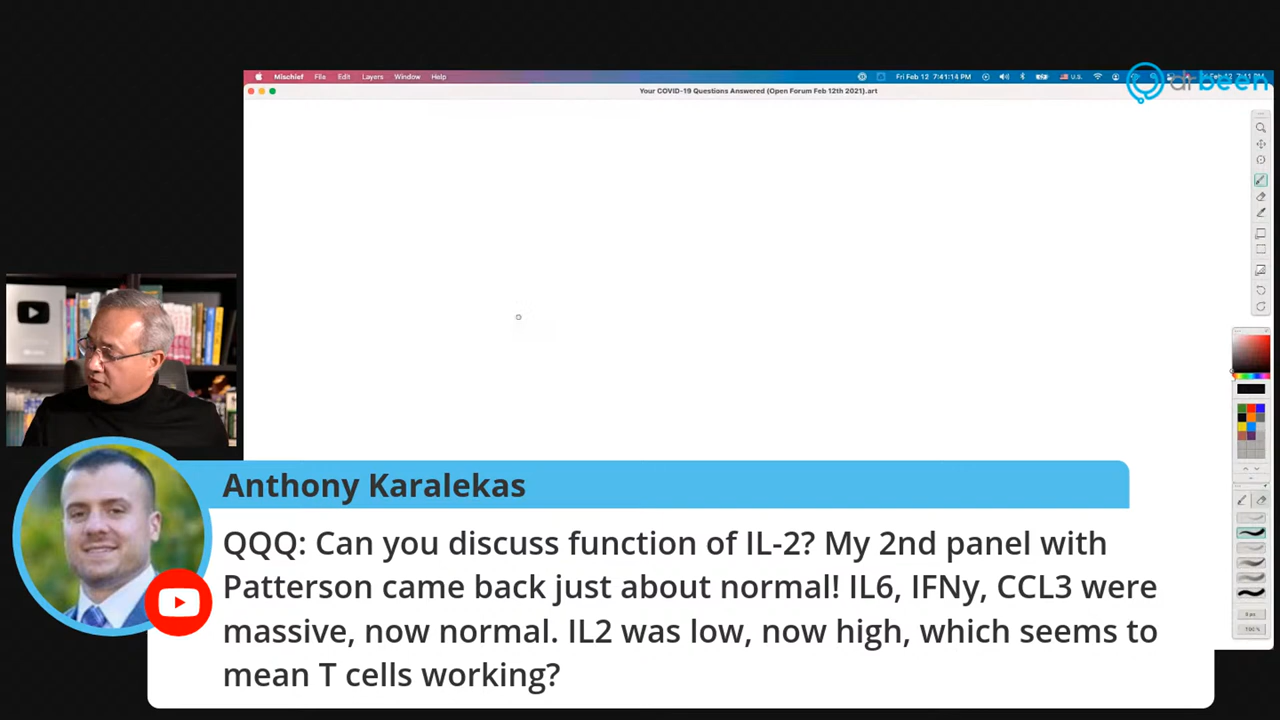 Mischief File Edit Layers Window Help
Fri Feb 12 7:41:14 PM
U.S.
drbeen
Your COVID-19 Questions Answered (Open Forum Feb 12th 2021).art
Anthony Karalekas
QQQ: Can you discuss function of IL-2? My 2nd panel with
Patterson came back just about normal! IL6, IFNy, CCL3 were
massive, now normal. IL2 was low, now high, which seems to
mean T cells working?